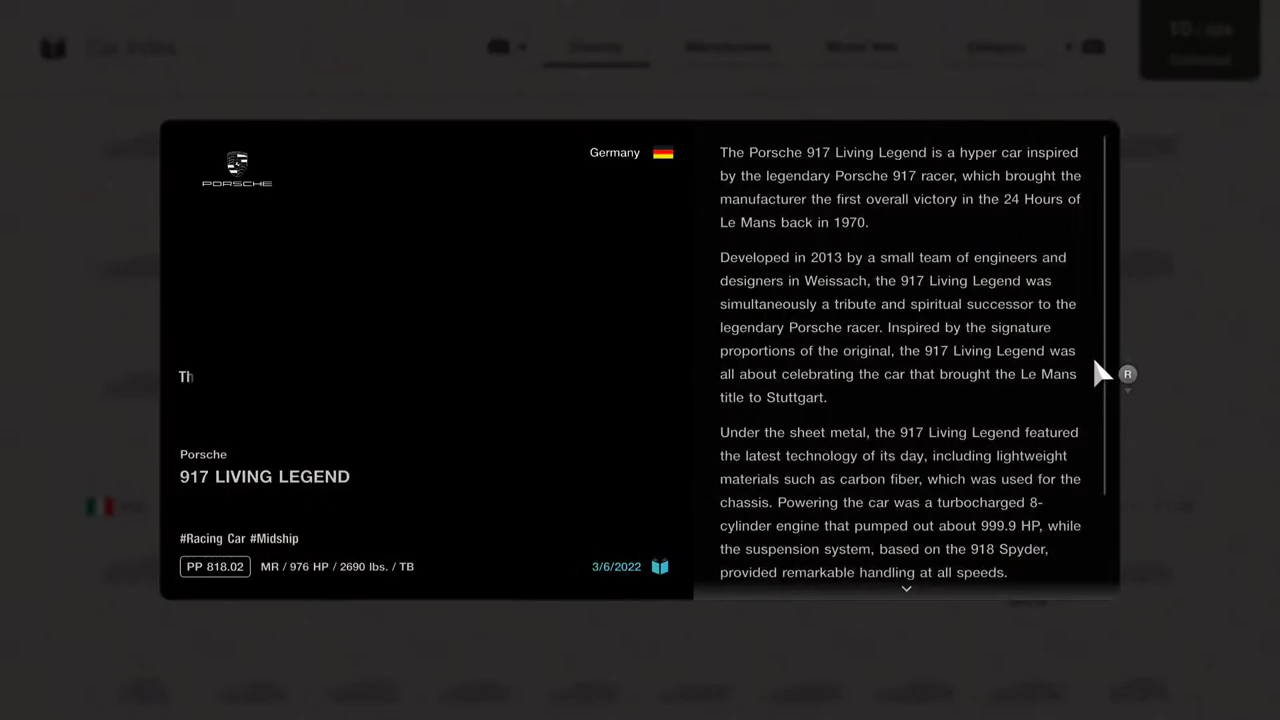 Car Index
PORSCHE
Germany
Th
Porsche
917 LIVING LEGEND
#Racing Car #Midship
PP 818.02
MR / 976 HP / 2690 lbs. / TB
3/6/2022
The Porsche 917 Living Legend is a hyper car inspired
by the legendary Porsche 917 racer, which brought the
manufacturer the first overall victory in the 24 Hours of
Le Mans back in 1970.
Developed in 2013 by a small team of engineers and
designers in Weissach, the 917 Living Legend was
simultaneously a tribute and spiritual successor to the
legendary Porsche racer. Inspired by the signature
proportions of the original, the 917 Living Legend was
all about celebrating the car that brought the Le Mans
title to Stuttgart.
Under the sheet metal, the 917 Living Legend featured
the latest technology of its day, including lightweight
materials such as carbon fiber, which was used for the
chassis. Powering the car was a turbocharged 8-
cylinder engine that pumped out about 999.9 HP, while
the suspension system, based on the 918 Spyder,
provided remarkable handling at all speeds.
R